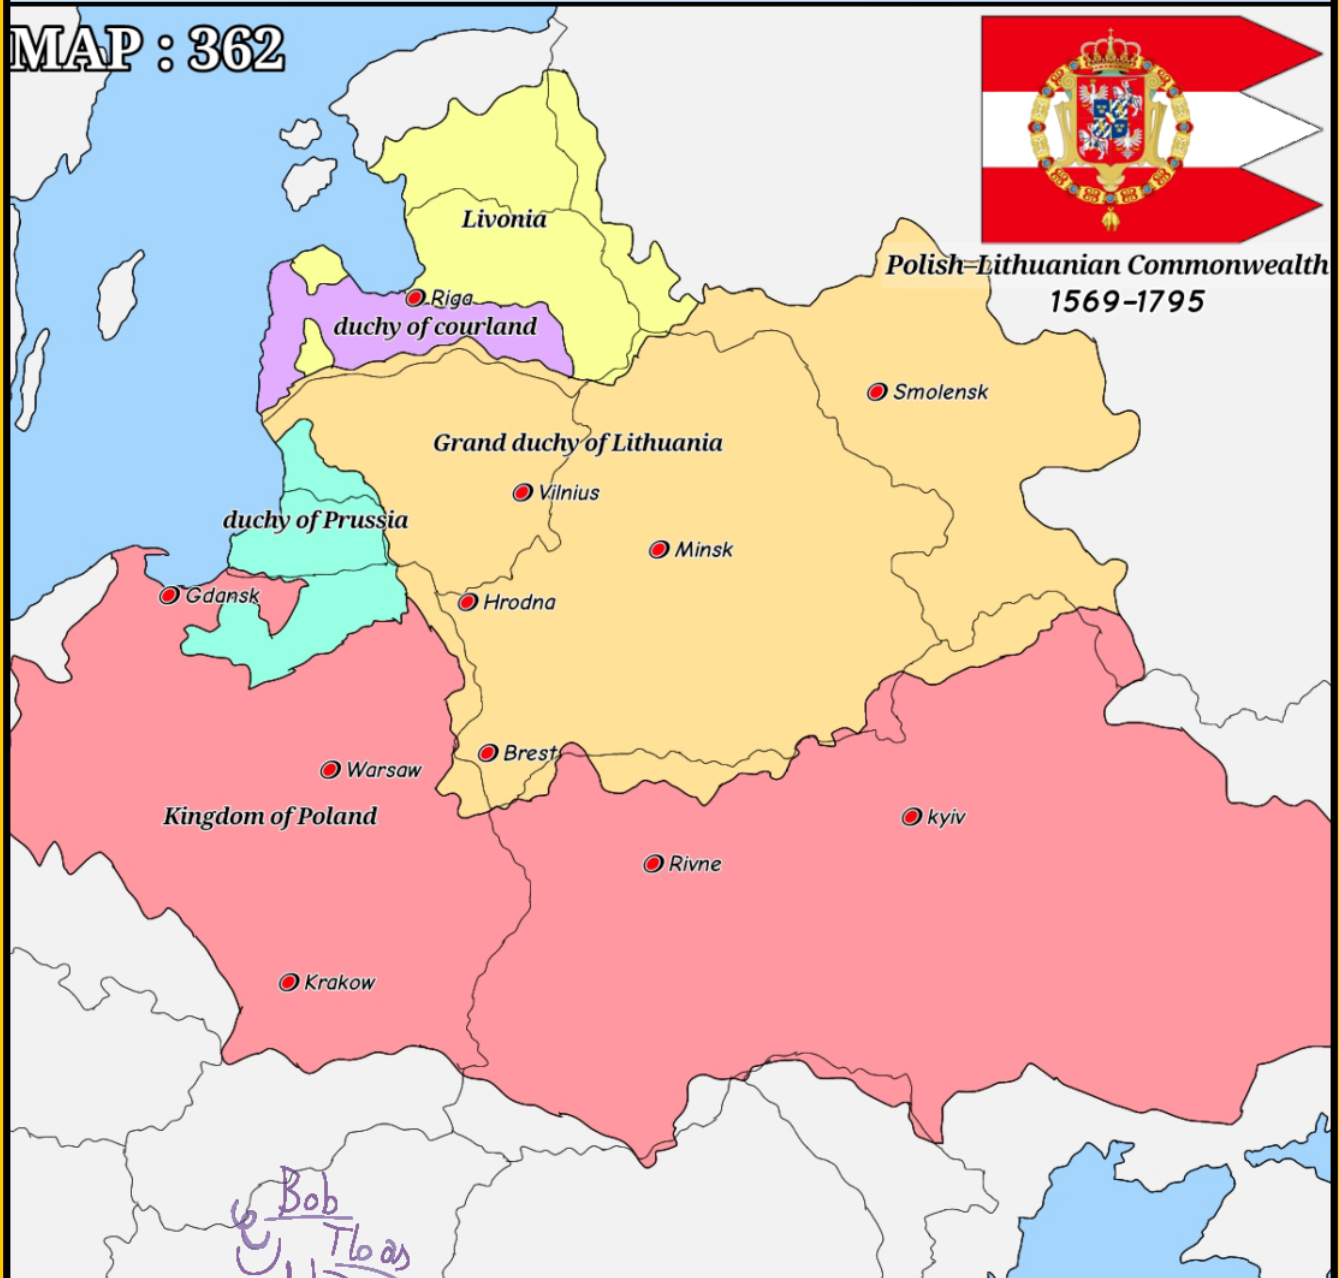 MAP : 362
Polish-Lithuanian Commonwealth
1569-1795
Livonia
Riga
duchy of courland
Smolensk
Grand duchy of Lithuania
Vilnius
duchy of Prussia
Minsk
Gdansk
Hrodna
Brest
Warsaw
Kingdom of Poland
kyiv
Rivne
Krakow
Bob